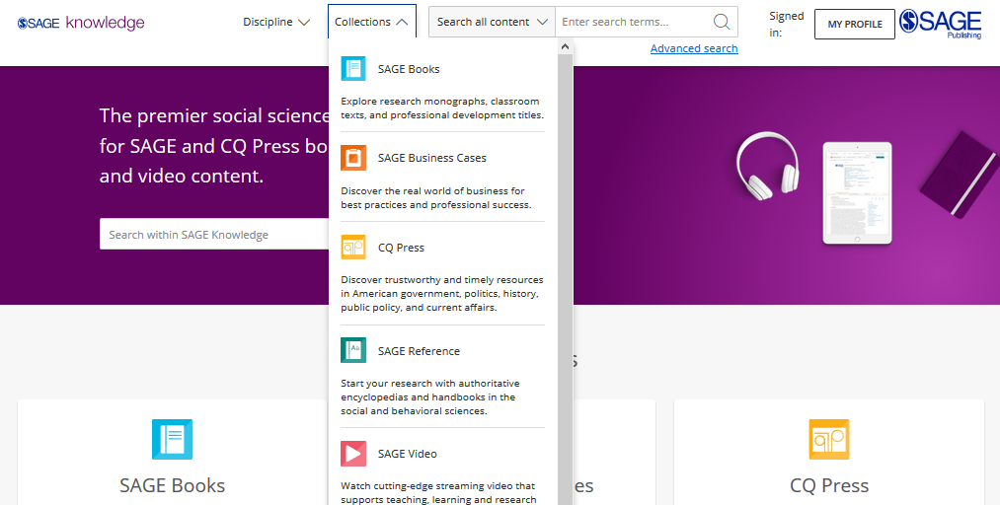 SAGE knowledge
Discipline
Collections
Search all content
Enter search terms...
Advanced search
Signed
in:
MY PROFILE
SAGE
Publishing
SAGE Books
Explore research monographs, classroom
texts, and professional development titles.
SAGE Business Cases
Discover the real world of business for
best practices and professional success.
CQ Press
Discover trustworthy and timely resources
in American government, politics, history,
public policy, and current affairs.
SAGE Reference
Start your research with authoritative
encyclopedias and handbooks in the
social and behavioral sciences.
SAGE Video
Watch cutting-edge streaming video that
supports teaching, learning and research
The premier social science
for SAGE and CQ Press bo
and video content.
Search within SAGE Knowledge
s
SAGE Books
es
CQ Press